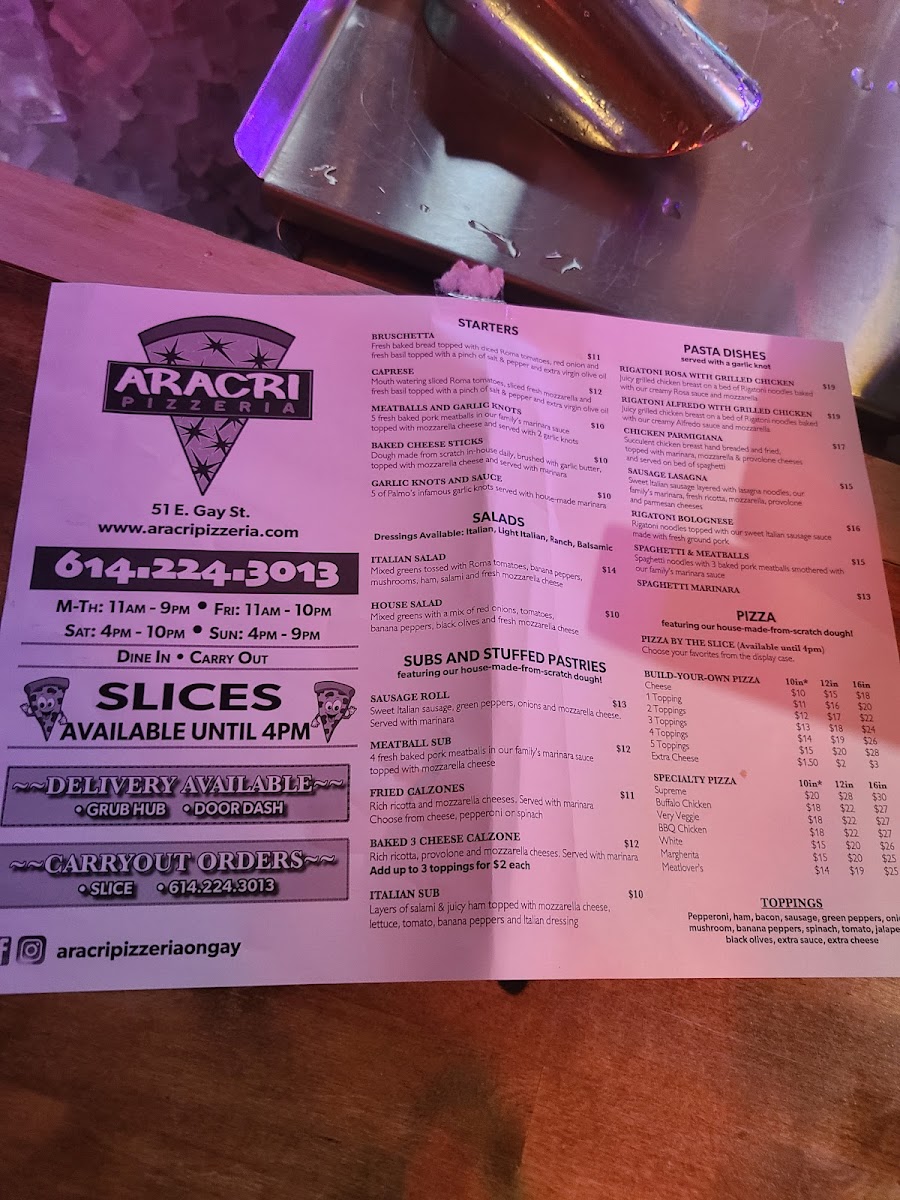 ARACRI
PIZZERIA
51 E. Gay St.
www.aracripizzeria.com
614.224.3013
M-Th: 11am - 9pm • Fri: 11am - 10pm
Sat: 4pm - 10pm • Sun: 4pm - 9pm
Dine In • Carry Out
SLICES
AVAILABLE UNTIL 4PM
~~DELIVERY AVAILABLE~~
• GRUB HUB • DOOR DASH
~~CARRYOUT ORDERS~~
• SLICE • 614.224.3013
f aracripizzeriaongay
STARTERS
BRUSCHETTA
Fresh baked bread topped with sliced Roma tomatoes, red onion and $11
fresh basil topped with a pinch of salt & pepper and extra virgin olive oil
CAPRESE
Mouth watering sliced Roma tomatoes, sliced fresh mozzarella and $12
fresh basil topped with a pinch of salt & pepper and extra virgin olive oil
MEATBALLS AND GARLIC KNOTS
5 fresh baked pork meatballs in our family's marinara sauce $10
topped with mozzarella cheese and served with 2 garlic knots
BAKED CHEESE STICKS
Dough made from scratch in-house daily, brushed with garlic butter, $10
topped with mozzarella cheese and served with marinara
GARLIC KNOTS AND SAUCE
5 of Palmo's infamous garlic knots served with house-made marinara $10
SALADS
Dressings Available: Italian, Light Italian, Ranch, Balsamic
ITALIAN SALAD
Mixed greens tossed with Roma tomatoes, banana peppers, $14
mushrooms, ham, salami and fresh mozzarella cheese
HOUSE SALAD
Mixed greens with a mix of red onions, tomatoes, $10
banana peppers, black olives and fresh mozzarella cheese
SUBS AND STUFFED PASTRIES
featuring our house-made-from-scratch dough!
SAUSAGE ROLL $13
Sweet Italian sausage, green peppers, onions and mozzarella cheese.
Served with marinara
MEATBALL SUB $12
4 fresh baked pork meatballs in our family's marinara sauce
topped with mozzarella cheese
FRIED CALZONES $11
Rich ricotta and mozzarella cheeses. Served with marinara
Choose from cheese, pepperoni or spinach
BAKED 3 CHEESE CALZONE $12
Rich ricotta, provolone and mozzarella cheeses. Served with marinara
Add up to 3 toppings for $2 each
ITALIAN SUB $10
Layers of salami & juicy ham topped with mozzarella cheese,
lettuce, tomato, banana peppers and Italian dressing
PASTA DISHES
served with a garlic knot
RIGATONI ROSA WITH GRILLED CHICKEN $19
Juicy grilled chicken breast on a bed of Rigatoni noodles baked
with our creamy Rosa sauce and mozzarella
RIGATONI ALFREDO WITH GRILLED CHICKEN $19
Juicy grilled chicken breast on a bed of Rigatoni noodles baked
with our creamy Alfredo sauce and mozzarella
CHICKEN PARMIGIANA $17
Succulent chicken breast hand breaded and fried,
topped with marinara, mozzarella & provolone cheeses
and served on bed of spaghetti
SAUSAGE LASAGNA $15
Sweet Italian sausage layered with lasagna noodles, our
family's marinara, fresh ricotta, mozzarella, provolone
and parmesan cheeses
RIGATONI BOLOGNESE $16
Rigatoni noodles topped with our sweet Italian sausage sauce
made with fresh ground pork
SPAGHETTI & MEATBALLS $15
Spaghetti noodles with 3 baked pork meatballs smothered with
our family's marinara sauce
SPAGHETTI MARINARA $13
PIZZA
featuring our house-made-from-scratch dough!
PIZZA BY THE SLICE (Available until 4pm)
Choose your favorites from the display case.
BUILD-YOUR-OWN PIZZA 10in* 12in 16in
Cheese $10 $15 $18
1 Topping $11 $16 $20
2 Toppings $12 $17 $22
3 Toppings $13 $18 $24
4 Toppings $14 $19 $26
5 Toppings $15 $20 $28
Extra Cheese $1.50 $2 $3
SPECIALTY PIZZA 10in* 12in 16in
Supreme $20 $28 $30
Buffalo Chicken $18 $22 $27
Very Veggie $18 $22 $27
BBQ Chicken $18 $22 $27
White $15 $20 $26
Margherita $15 $20 $25
Meatlover's $14 $19 $25
TOPPINGS
Pepperoni, ham, bacon, sausage, green peppers, oni
mushroom, banana peppers, spinach, tomato, jalape
black olives, extra sauce, extra cheese